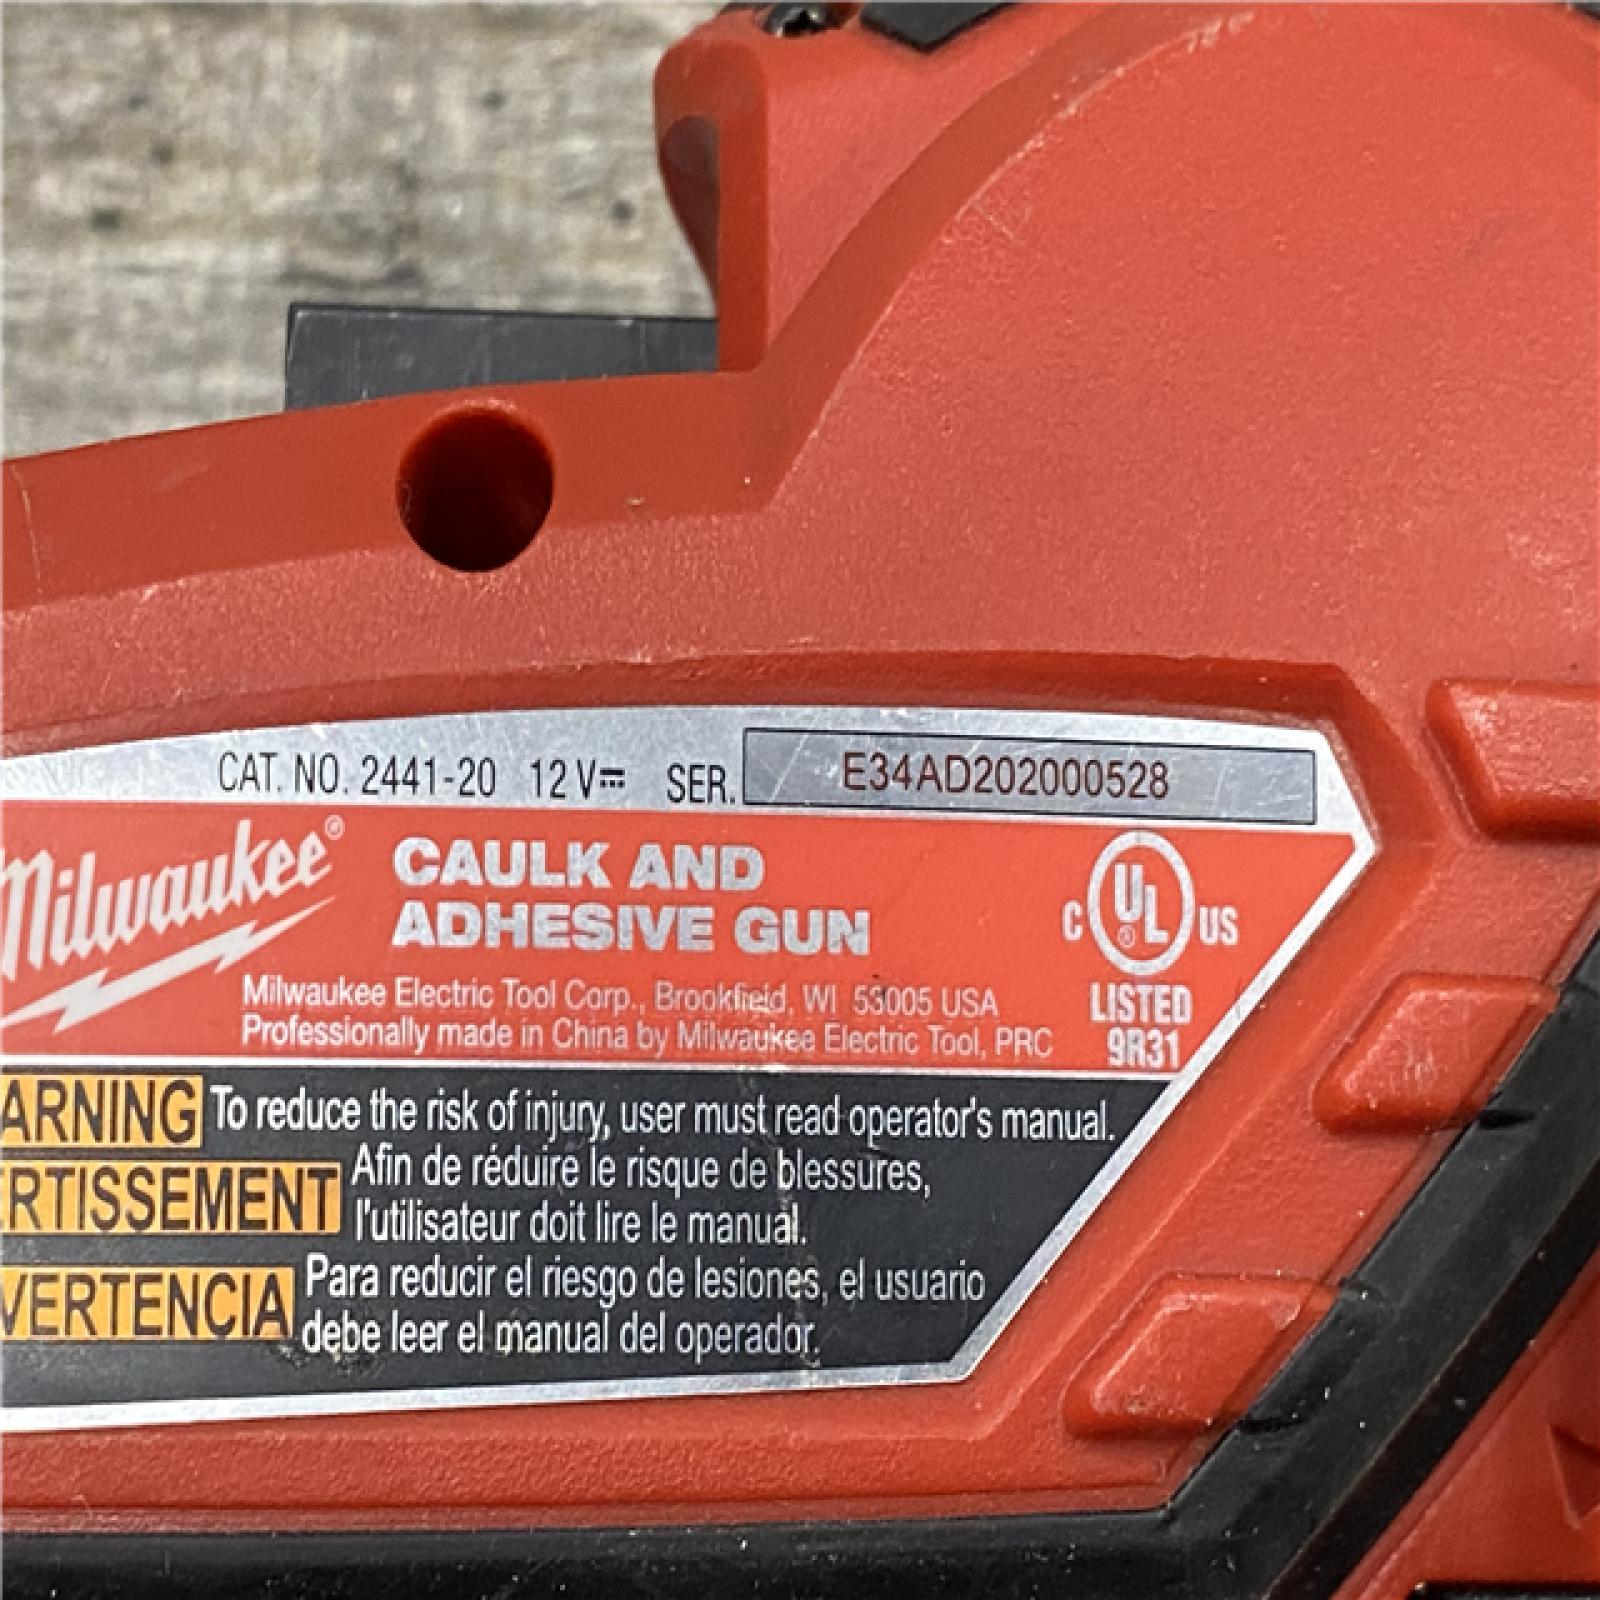 CAT. NO. 2441-20 12 V⎓ SER. E34AD202000528
Milwaukee®
CAULK AND
ADHESIVE GUN
Milwaukee Electric Tool Corp., Brookfield, WI 53005 USA
Professionally made in China by Milwaukee Electric Tool, PRC
C UL® US
LISTED
9R31
ARNING To reduce the risk of injury, user must read operator's manual.
ERTISSEMENT Afin de réduire le risque de blessures,
l'utilisateur doit lire le manual.
VERTENCIA Para reducir el riesgo de lesiones, el usuario
debe leer el manual del operador.